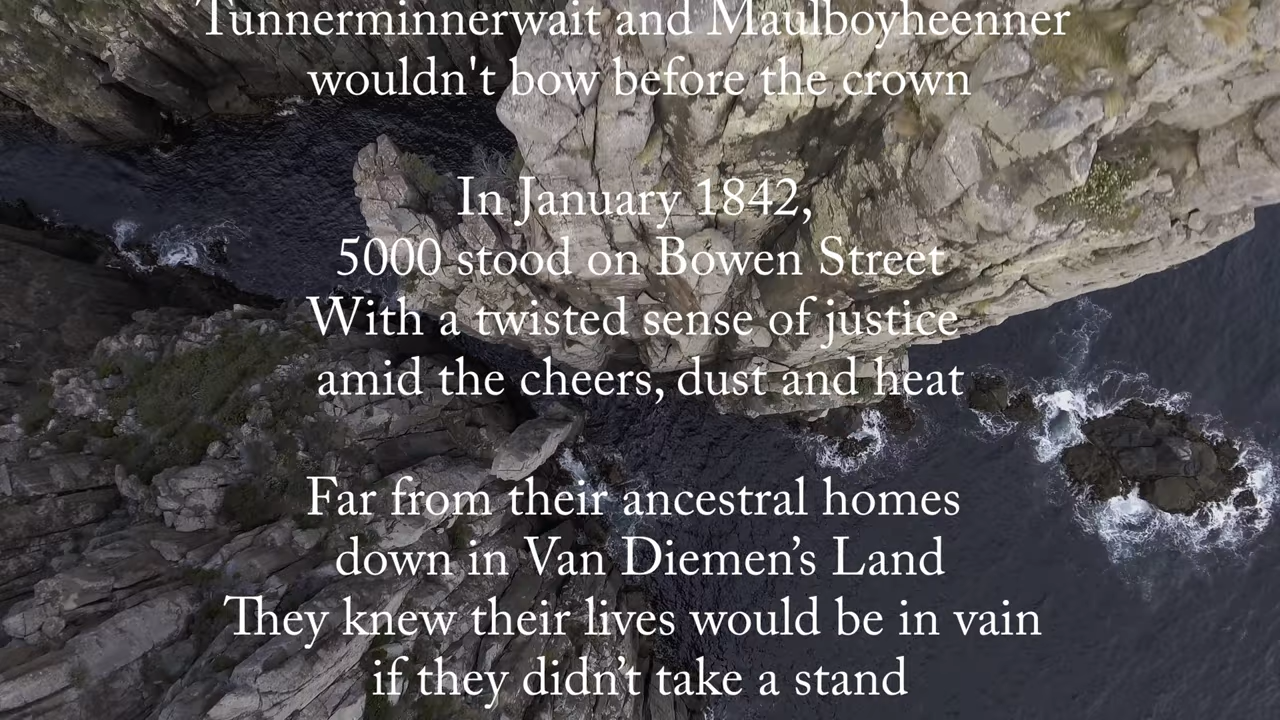 Tunnerminnerwait and Maulboyheenner
wouldn't bow before the crown
In January 1842,
5000 stood on Bowen Street
With a twisted sense of justice
amid the cheers, dust and heat
Far from their ancestral homes
down in Van Diemen’s Land
They knew their lives would be in vain
if they didn’t take a stand